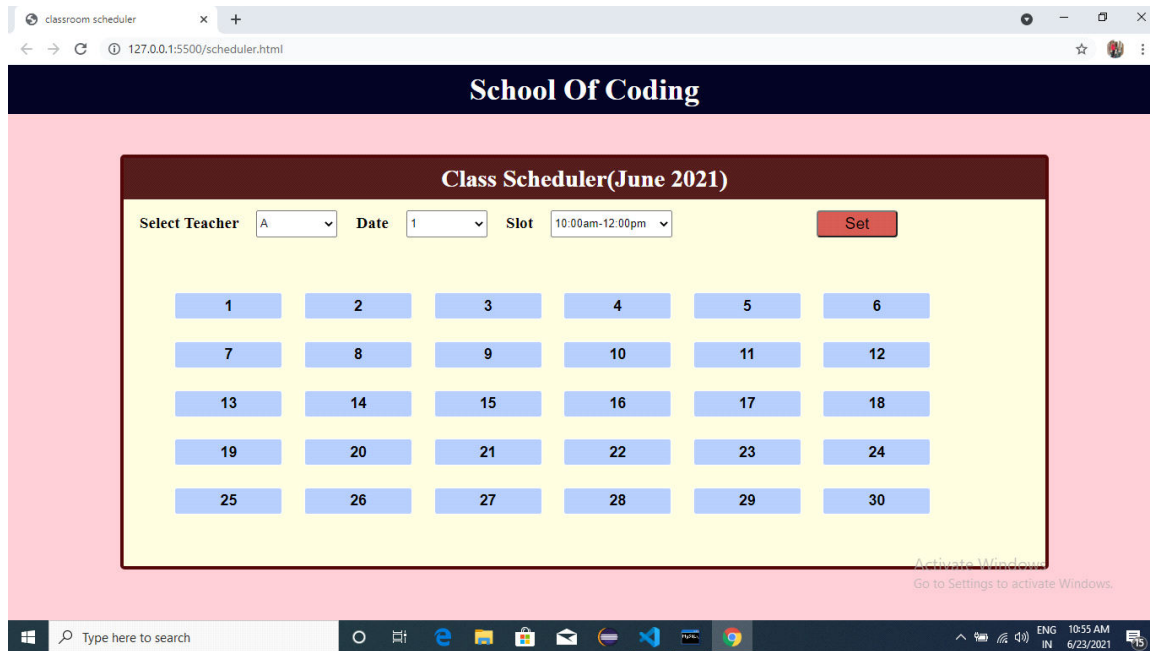 classroom scheduler
127.0.0.1:5500/scheduler.html
School Of Coding
Class Scheduler(June 2021)
Select Teacher A Date 1 Slot 10:00am-12:00pm Set
1 2 3 4 5 6
7 8 9 10 11 12
13 14 15 16 17 18
19 20 21 22 23 24
25 26 27 28 29 30
Activate Windows
Go to Settings to activate Windows.
Type here to search
ENG 10:55 AM
IN 6/23/2021
15